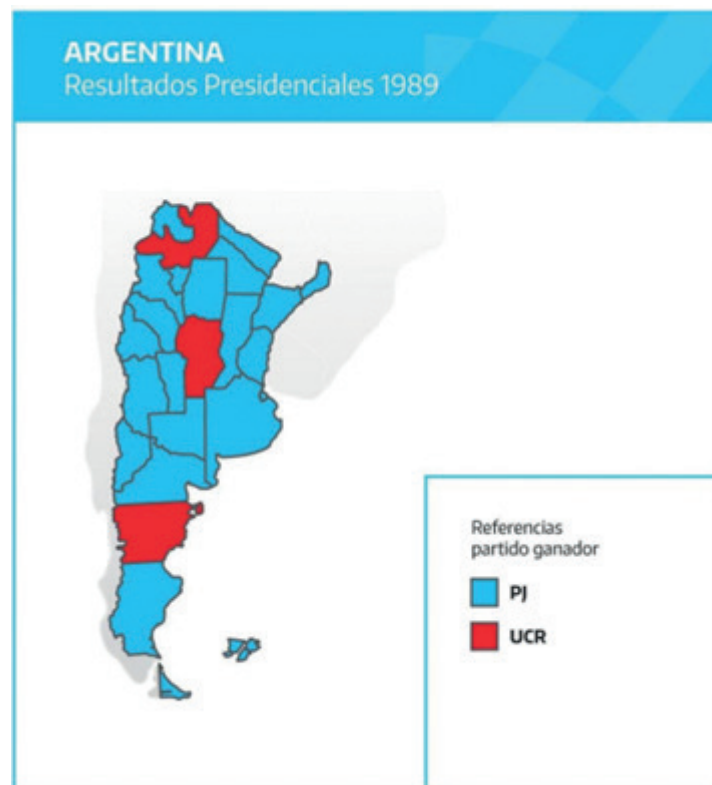 ARGENTINA
Resultados Presidenciales 1989
Referencias
partido ganador
PJ
UCR